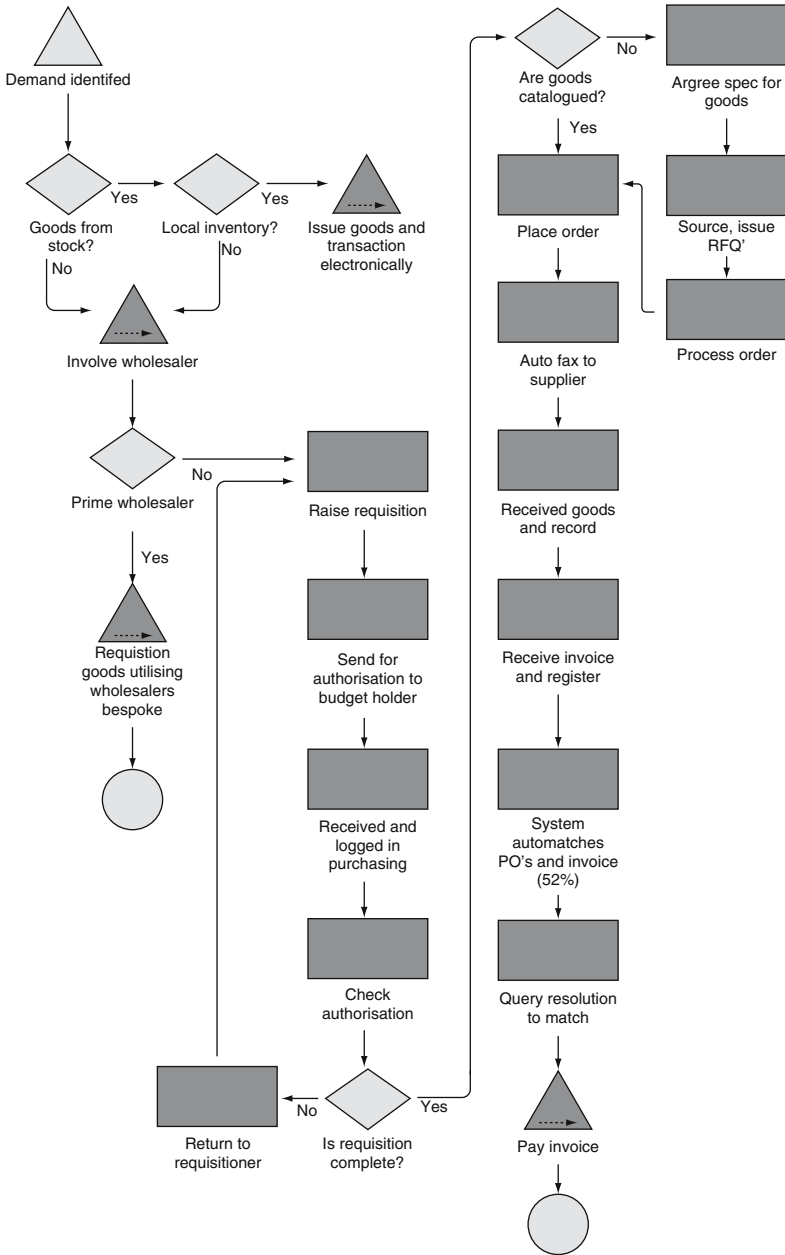 Demand identifed
Goods from
stock?
Yes
No
Local inventory?
Yes
No
Issue goods and
transaction
electronically
Involve wholesaler
Prime wholesaler
No
Yes
Requistion
goods utilising
wholesalers
bespoke
Raise requisition
Send for
authorisation to
budget holder
Received and
logged in
purchasing
Check
authorisation
Is requisition
complete?
No
Yes
Return to
requisitioner
Are goods
catalogued?
No
Yes
Argree spec for
goods
Source, issue
RFQ'
Process order
Place order
Auto fax to
supplier
Received goods
and record
Receive invoice
and register
System
automatches
PO's and invoice
(52%)
Query resolution
to match
Pay invoice